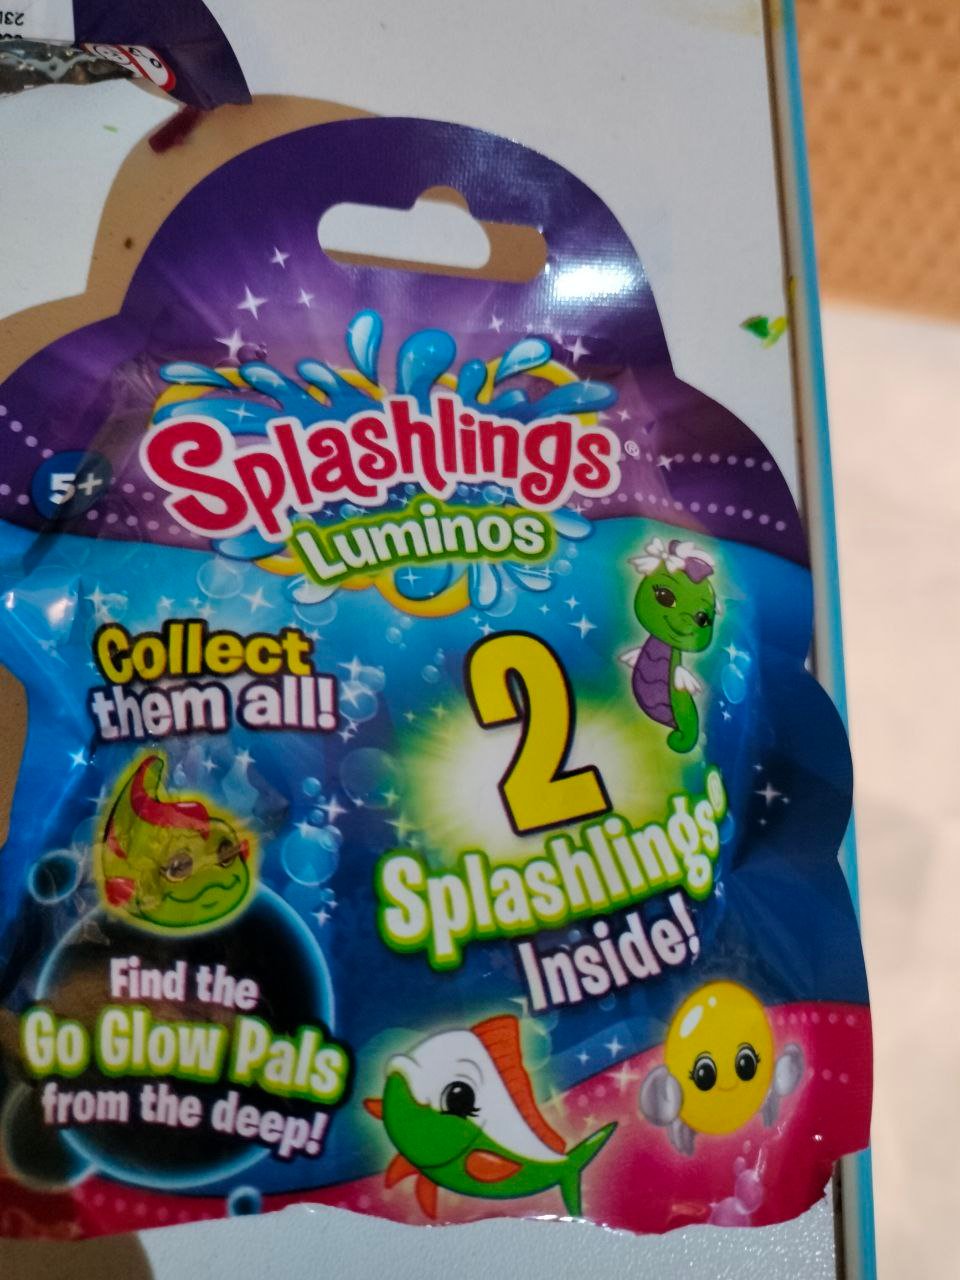 5+
Splashlings®
Luminos
Collect
them all!
2
Splashlings®
Inside!
Find the
Go Glow Pals
from the deep!